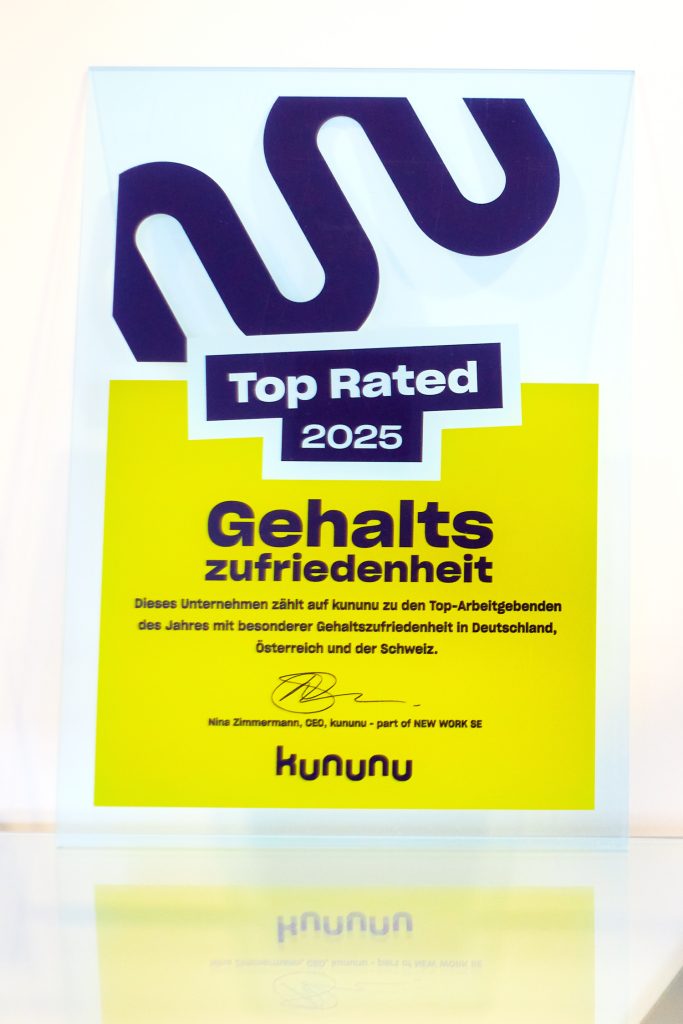 Top Rated
2025
Gehalts
zufriedenheit
Dieses Unternehmen zählt auf kununu zu den Top-Arbeitgebenden
des Jahres mit besonderer Gehaltszufriedenheit in Deutschland,
Österreich und der Schweiz.
Nina Zimmermann, CEO, kununu - part of NEW WORK SE
kununu